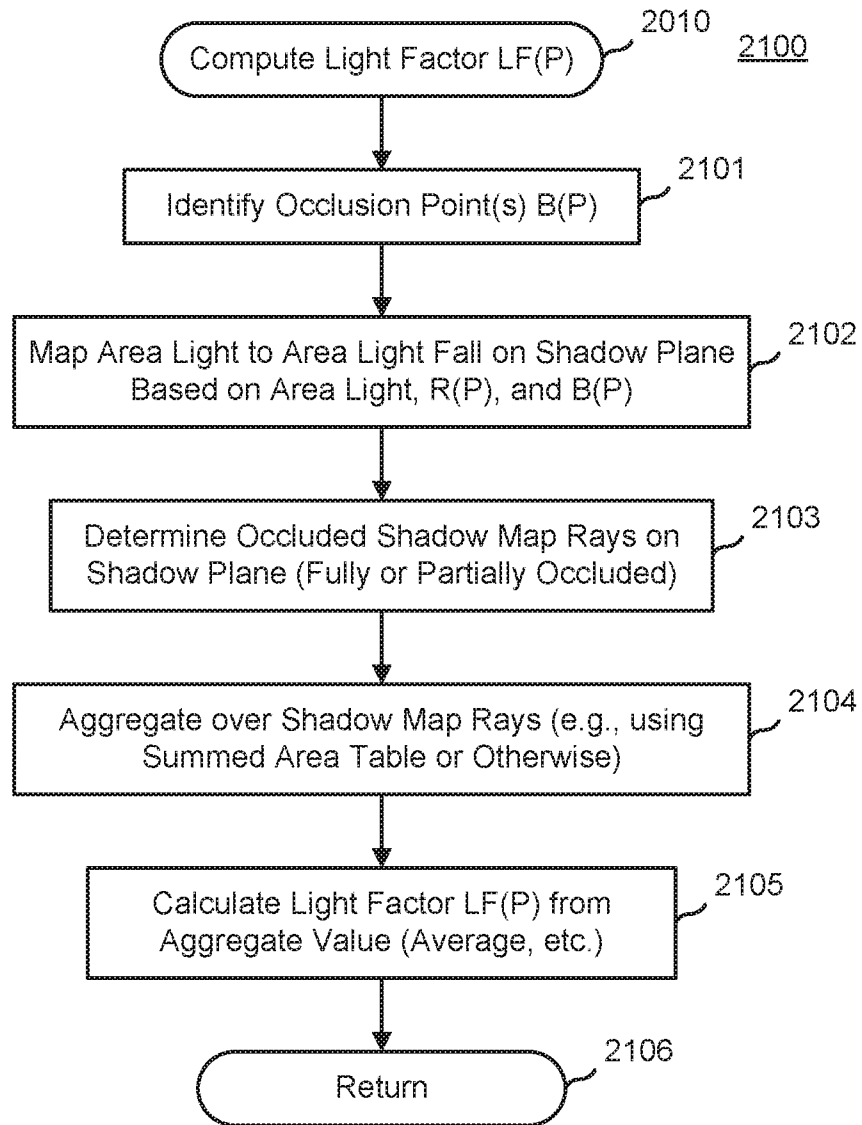 2010
2100
Compute Light Factor LF(P)
2101
Identify Occlusion Point(s) B(P)
2102
Map Area Light to Area Light Fall on Shadow Plane
Based on Area Light, R(P), and B(P)
2103
Determine Occluded Shadow Map Rays on
Shadow Plane (Fully or Partially Occluded)
2104
Aggregate over Shadow Map Rays (e.g., using
Summed Area Table or Otherwise)
2105
Calculate Light Factor LF(P) from
Aggregate Value (Average, etc.)
2106
Return